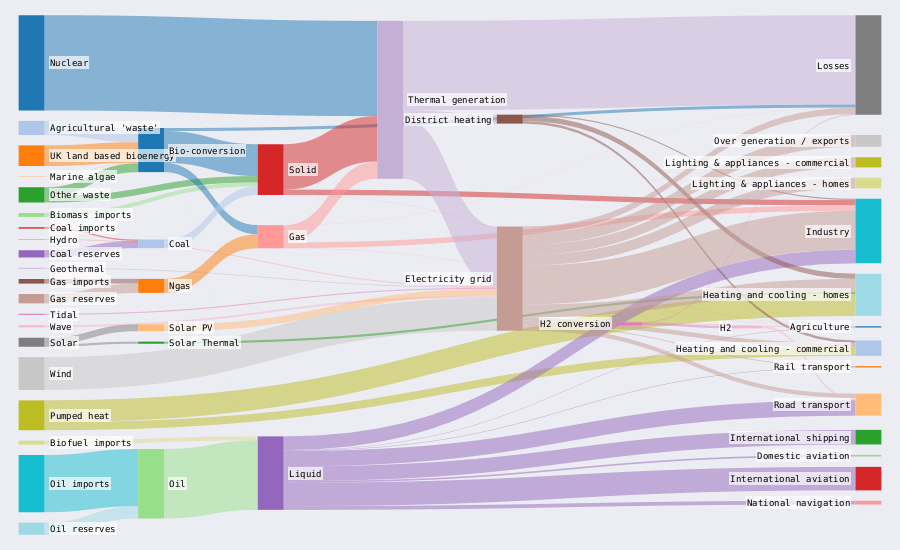 Nuclear
Agricultural 'waste'
UK land based bioenergy
Marine algae
Other waste
Biomass imports
Coal imports
Hydro
Coal reserves
Geothermal
Gas imports
Gas reserves
Tidal
Wave
Solar
Wind
Pumped heat
Biofuel imports
Oil imports
Oil reserves
Bio-conversion
Coal
Ngas
Solar PV
Solar Thermal
Oil
Solid
Gas
Liquid
Thermal generation
District heating
Electricity grid
H2 conversion
H2
Losses
Over generation / exports
Lighting & appliances - commercial
Lighting & appliances - homes
Industry
Heating and cooling - homes
Agriculture
Heating and cooling - commercial
Rail transport
Road transport
International shipping
Domestic aviation
International aviation
National navigation